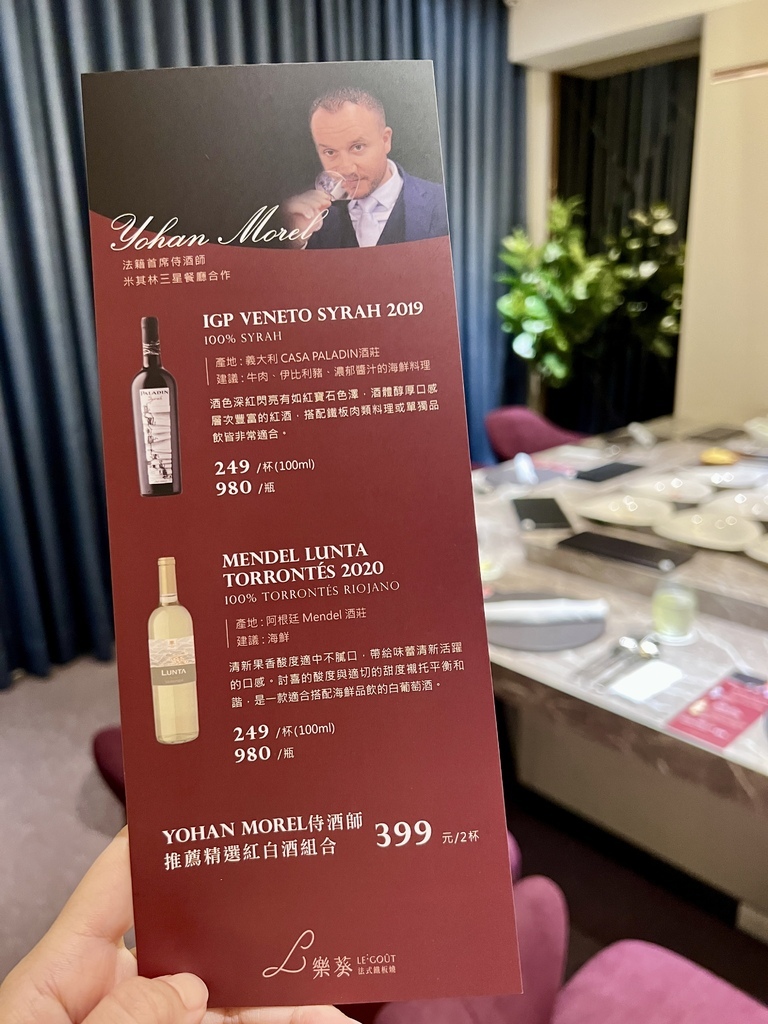 Yohan Morel
法籍首席侍酒師
米其林三星餐廳合作
IGP VENETO SYRAH 2019
100% SYRAH
產地 : 義大利 CASA PALADIN酒莊
建議 : 牛肉、伊比利豬、濃郁醬汁的海鮮料理
酒色深紅閃亮有如紅寶石色澤，酒體醇厚口感
層次豐富的紅酒，搭配鐵板肉類料理或單獨品
飲皆非常適合。
PALADIN
Syrah
249 /杯(100ml)
980 /瓶
MENDEL LUNTA
TORRONTÉS 2020
100% TORRONTÉS RIOJANO
產地 : 阿根廷 Mendel 酒莊
建議 : 海鮮
清新果香酸度適中不膩口，帶給味蕾清新活躍
的口感。討喜的酸度與適切的甜度襯托平衡和
諧，是一款適合搭配海鮮品飲的白葡萄酒。
LUNTA
249 /杯(100ml)
980 /瓶
YOHAN MOREL侍酒師
推薦精選紅白酒組合
399 元/2杯
樂葵 LE GOÛT
法式鐵板燒